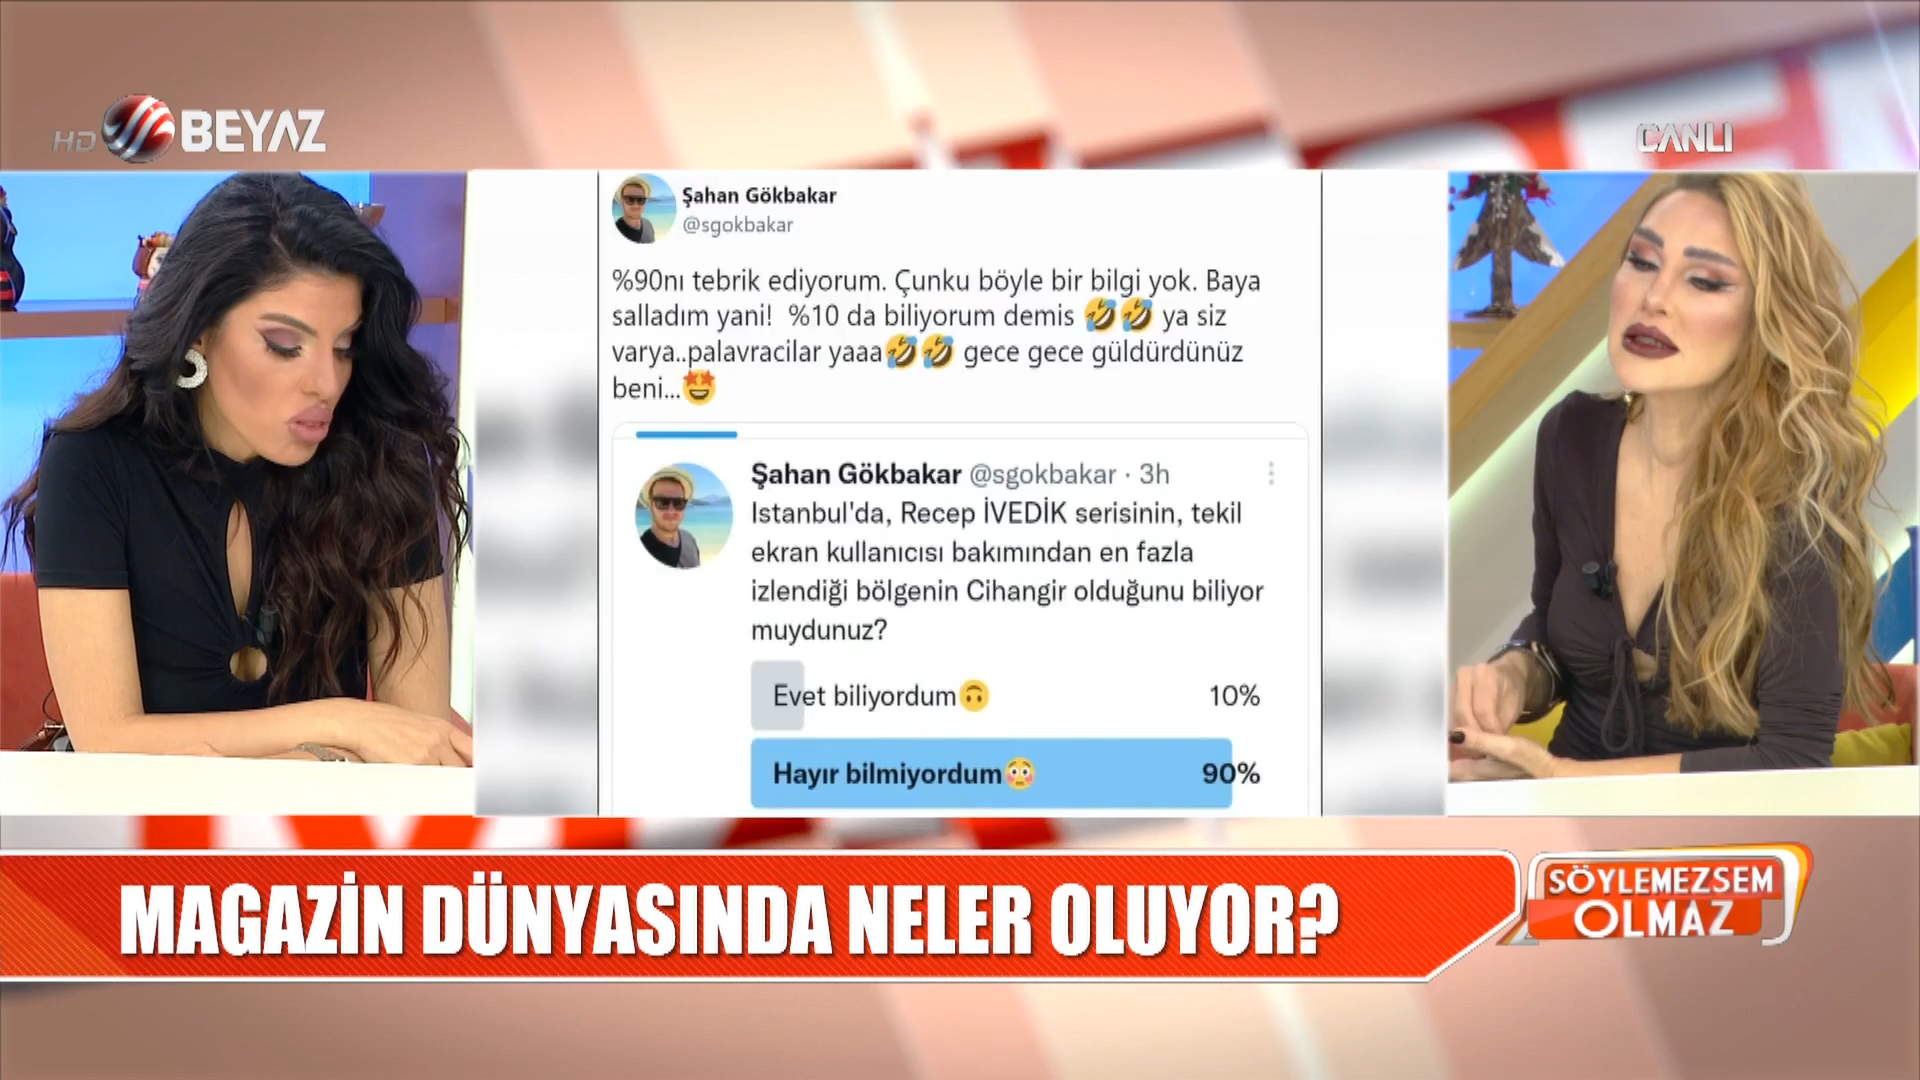 HD BEYAZ
CANLI
Şahan Gökbakar
@sgokbakar
%90nı tebrik ediyorum. Çunku böyle bir bilgi yok. Baya
salladım yani! %10 da biliyorum demis 🤣🤣 ya siz
varya..palavracilar yaaa🤣🤣 gece gece güldürdünüz
beni...🤩
Şahan Gökbakar @sgokbakar · 3h
Istanbul'da, Recep İVEDİK serisinin, tekil
ekran kullanıcısı bakımından en fazla
izlendiği bölgenin Cihangir olduğunu biliyor
muydunuz?
Evet biliyordum🙃 10%
Hayır bilmiyordum😳 90%
MAGAZİN DÜNYASINDA NELER OLUYOR?
SÖYLEMEZSEM
OLMAZ